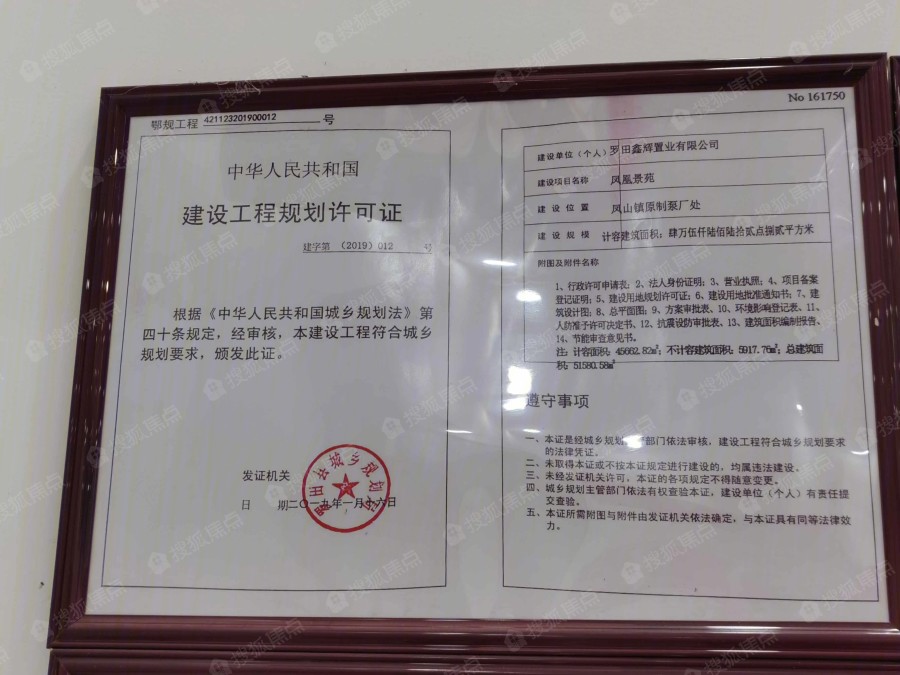 No 161750
鄂规工程 421123201900012 号
中华人民共和国
建设工程规划许可证
建字第 (2019) 012 号
根据《中华人民共和国城乡规划法》第
四十条规定，经审核，本建设工程符合城乡
规划要求，颁发此证。
发证机关
日 期 二〇一九年一月十六日
罗田县城乡规划局
建设单位（个人） 罗田鑫辉置业有限公司
建设项目名称 凤凰景苑
建设位置 凤山镇原制泵厂处
建设规模 计容建筑面积：肆万伍仟陆佰陆拾贰点捌贰平方米
附图及附件名称
1、行政许可申请表；2、法人身份证明；3、营业执照；4、项目备案
登记证明；5、建设用地规划许可证；6、建设用地批准通知书；7、建
筑设计图；8、总平面图；9、方案审批表、10、环境影响登记表、11、
人防准予许可决定书、12、抗震设防审批表、13、建筑面积编制报告、
14、节能审查意见书。
注：计容面积：45662.82㎡；不计容建筑面积：5917.76㎡；总建筑面
积：51580.58㎡
遵守事项
一、本证是经城乡规划主管部门依法审核，建设工程符合城乡规划要求
的法律凭证。
二、未取得本证或不按本证规定进行建设的，均属违法建设。
三、未经发证机关许可，本证的各项规定不得随意变更。
四、城乡规划主管部门依法有权查验本证，建设单位（个人）有责任提
交查验。
五、本证所需附图与附件由发证机关依法确定，与本证具有同等法律效
力。
搜狐焦点